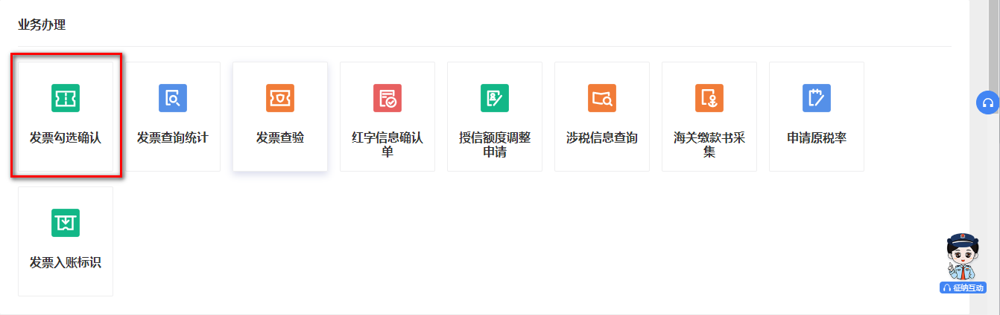 业务办理
发票勾选确认
发票查询统计
发票查验
红字信息确认
单
授信额度调整
申请
涉税信息查询
海关缴款书采
集
申请原税率
发票入账标识
征纳互动